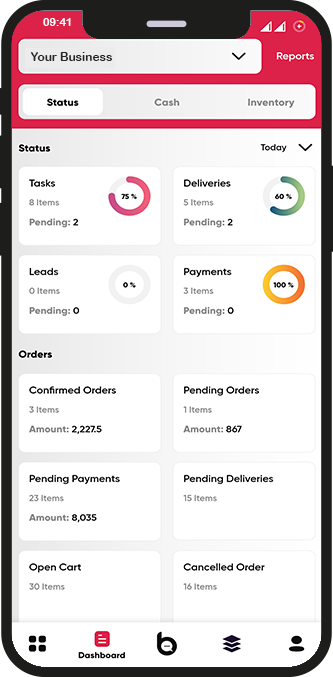 09:41
Your Business
Reports
Status
Cash
Inventory
Status
Today
Tasks
8 Items
Pending: 2
75 %
Deliveries
5 Items
Pending: 2
60 %
Leads
0 Items
Pending: 0
0 %
Payments
3 Items
Pending: 0
100 %
Orders
Confirmed Orders
3 Items
Amount: 2,227.5
Pending Orders
1 Items
Amount: 867
Pending Payments
23 Items
Amount: 8,035
Pending Deliveries
15 Items
Open Cart
30 Items
Cancelled Order
16 Items
Dashboard
b